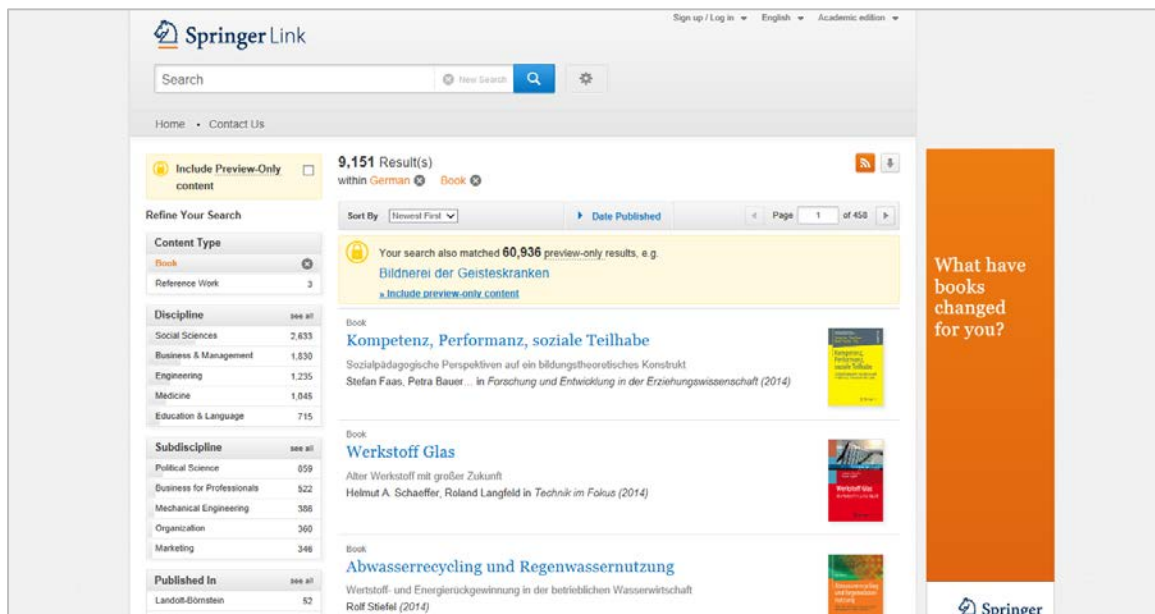 Sign up / Log in English Academic edition
Springer Link
Search New Search
Home • Contact Us
Include Preview-Only content
Refine Your Search
Content Type
Book
Reference Work 3
Discipline see all
Social Sciences 2,633
Business & Management 1,830
Engineering 1,235
Medicine 1,045
Education & Language 715
Subdiscipline see all
Political Science 859
Business for Professionals 522
Mechanical Engineering 386
Organization 360
Marketing 346
Published In see all
Landolt-Börnstein 52
9,151 Result(s)
within German Book
Sort By Newest First Date Published Page 1 of 458
Your search also matched 60,936 preview-only results, e.g.
Bildnerei der Geisteskranken
» Include preview-only content
Book
Kompetenz, Performanz, soziale Teilhabe
Sozialpädagogische Perspektiven auf ein bildungstheoretisches Konstrukt
Stefan Faas, Petra Bauer... in Forschung und Entwicklung in der Erziehungswissenschaft (2014)
Book
Werkstoff Glas
Alter Werkstoff mit großer Zukunft
Helmut A. Schaeffer, Roland Langfeld in Technik im Fokus (2014)
Book
Abwasserrecycling und Regenwassernutzung
Wertstoff- und Energierückgewinnung in der betrieblichen Wasserwirtschaft
Rolf Stiefel (2014)
Kompetenz,
Performanz,
soziale Teilhabe
Werkstoff Glas
What have
books
changed
for you?
Springer